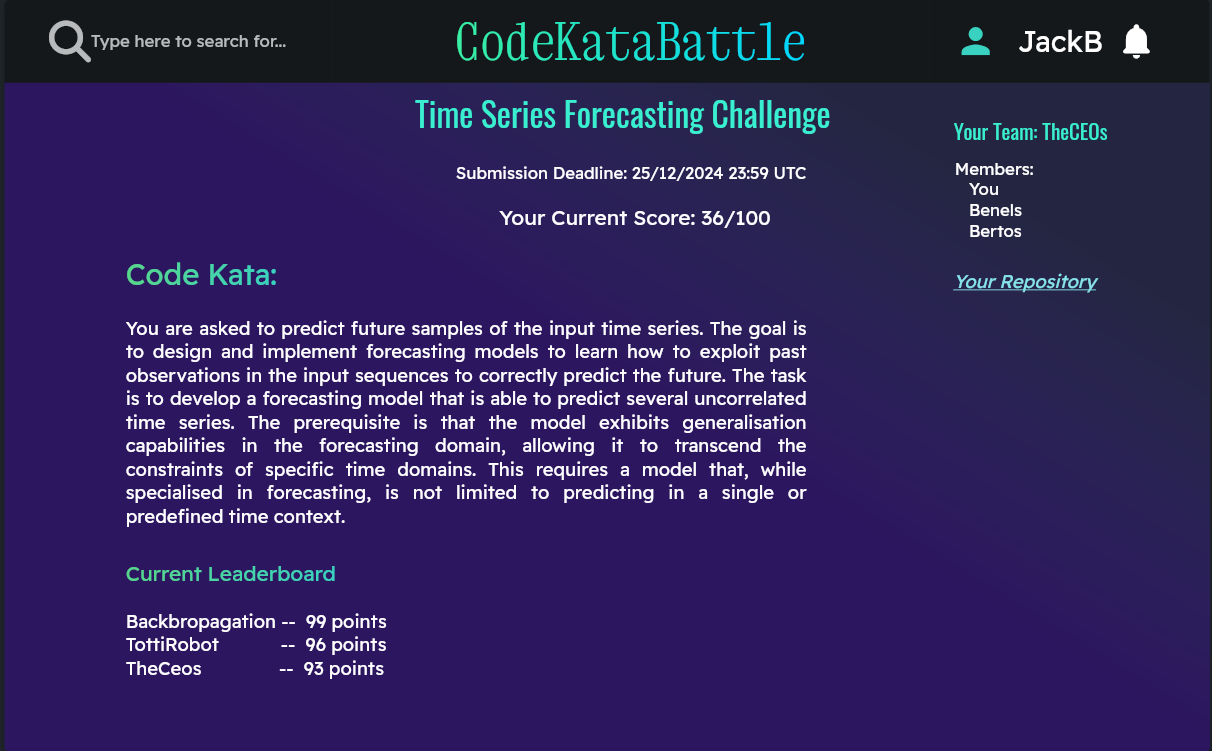 Type here to search for...
CodeKataBattle
JackB
Time Series Forecasting Challenge
Submission Deadline: 25/12/2024 23:59 UTC
Your Current Score: 36/100
Your Team: TheCEOs
Members:
You
Benels
Bertos
Your Repository
Code Kata:
You are asked to predict future samples of the input time series. The goal is
to design and implement forecasting models to learn how to exploit past
observations in the input sequences to correctly predict the future. The task
is to develop a forecasting model that is able to predict several uncorrelated
time series. The prerequisite is that the model exhibits generalisation
capabilities in the forecasting domain, allowing it to transcend the
constraints of specific time domains. This requires a model that, while
specialised in forecasting, is not limited to predicting in a single or
predefined time context.
Current Leaderboard
Backbropagation -- 99 points
TottiRobot -- 96 points
TheCeos -- 93 points